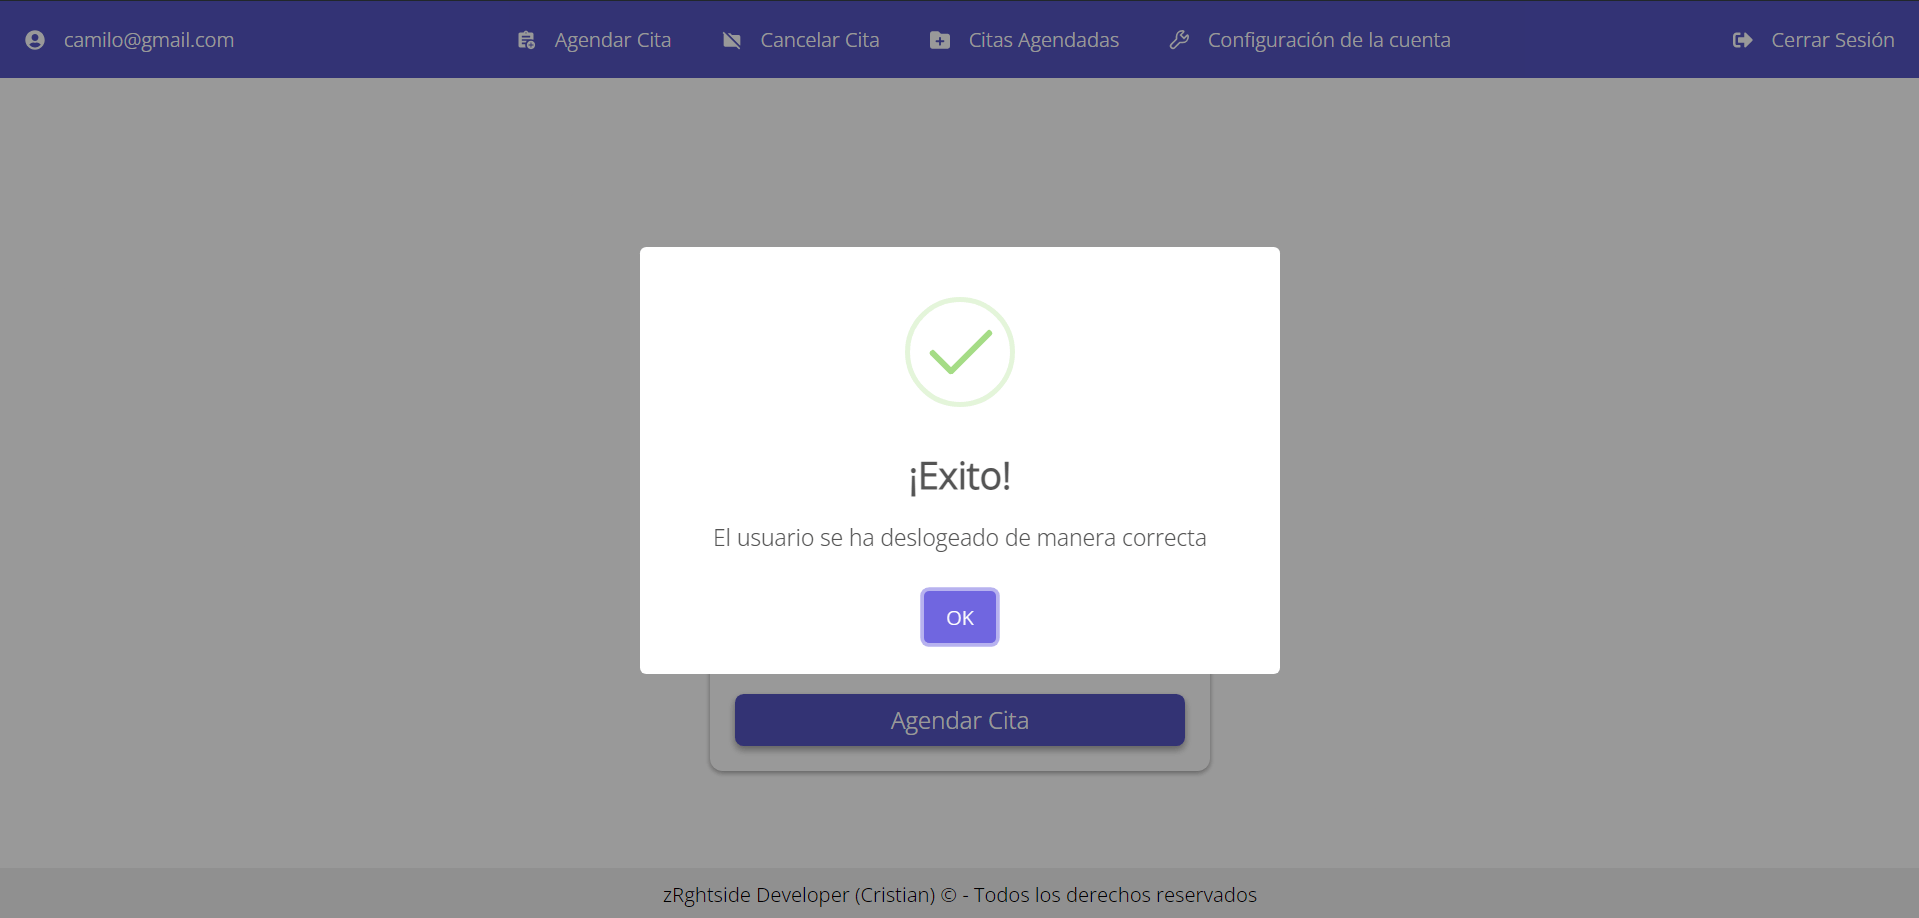 camilo@gmail.com
Agendar Cita
Cancelar Cita
Citas Agendadas
Configuración de la cuenta
Cerrar Sesión
¡Exito!
El usuario se ha deslogeado de manera correcta
OK
Agendar Cita
zRghtside Developer (Cristian) © - Todos los derechos reservados